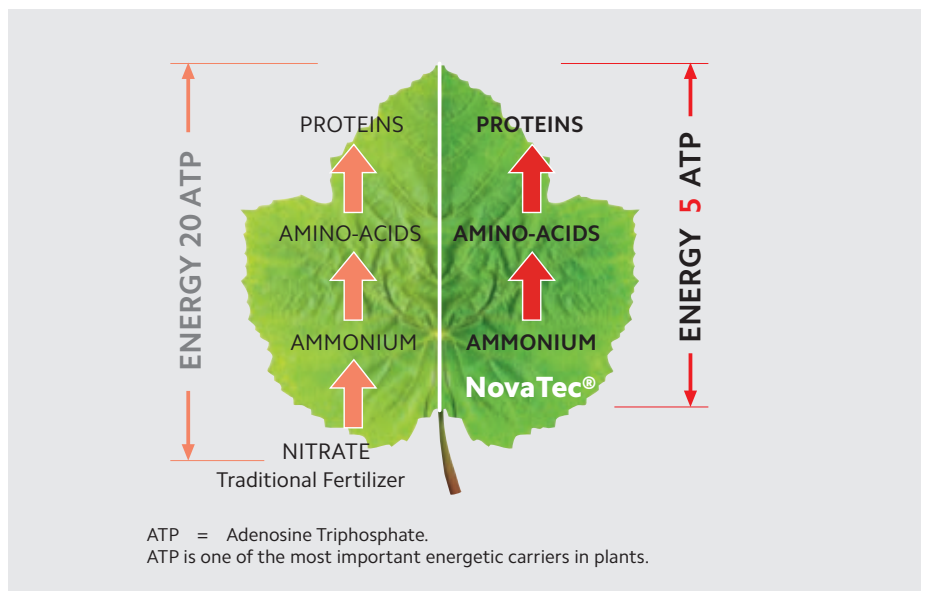 ENERGY 20 ATP
PROTEINS
AMINO-ACIDS
AMMONIUM
NITRATE
Traditional Fertilizer
PROTEINS
AMINO-ACIDS
AMMONIUM
NovaTec®
ENERGY 5 ATP
ATP = Adenosine Triphosphate.
ATP is one of the most important energetic carriers in plants.